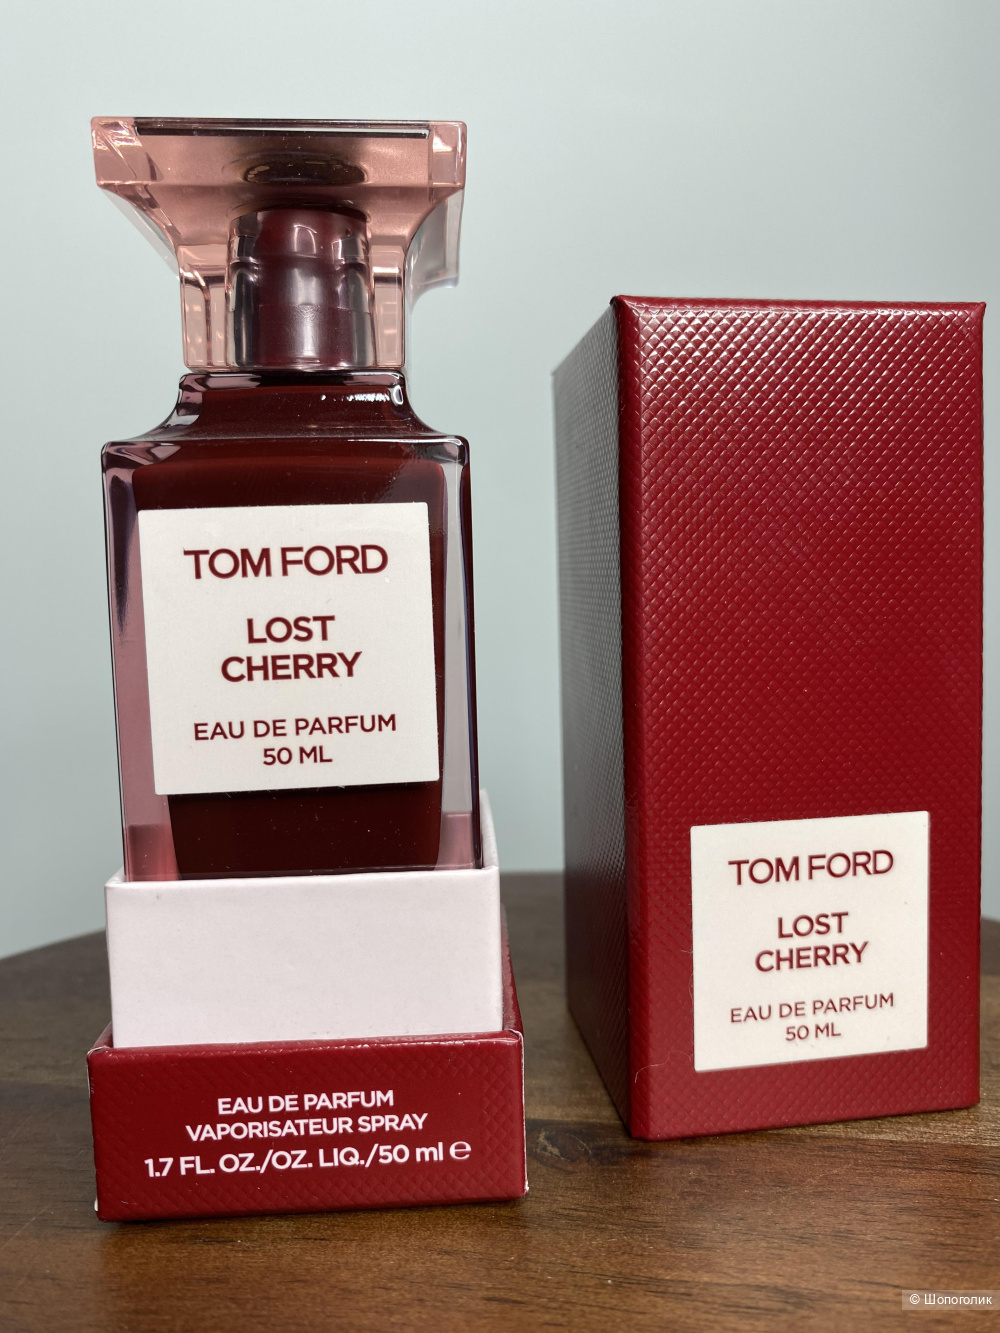 TOM FORD
LOST
CHERRY
EAU DE PARFUM
50 ML
EAU DE PARFUM
VAPORISATEUR SPRAY
1.7 FL. OZ./OZ. LIQ./50 ml ℮
TOM FORD
LOST
CHERRY
EAU DE PARFUM
50 ML
© Шопоголик